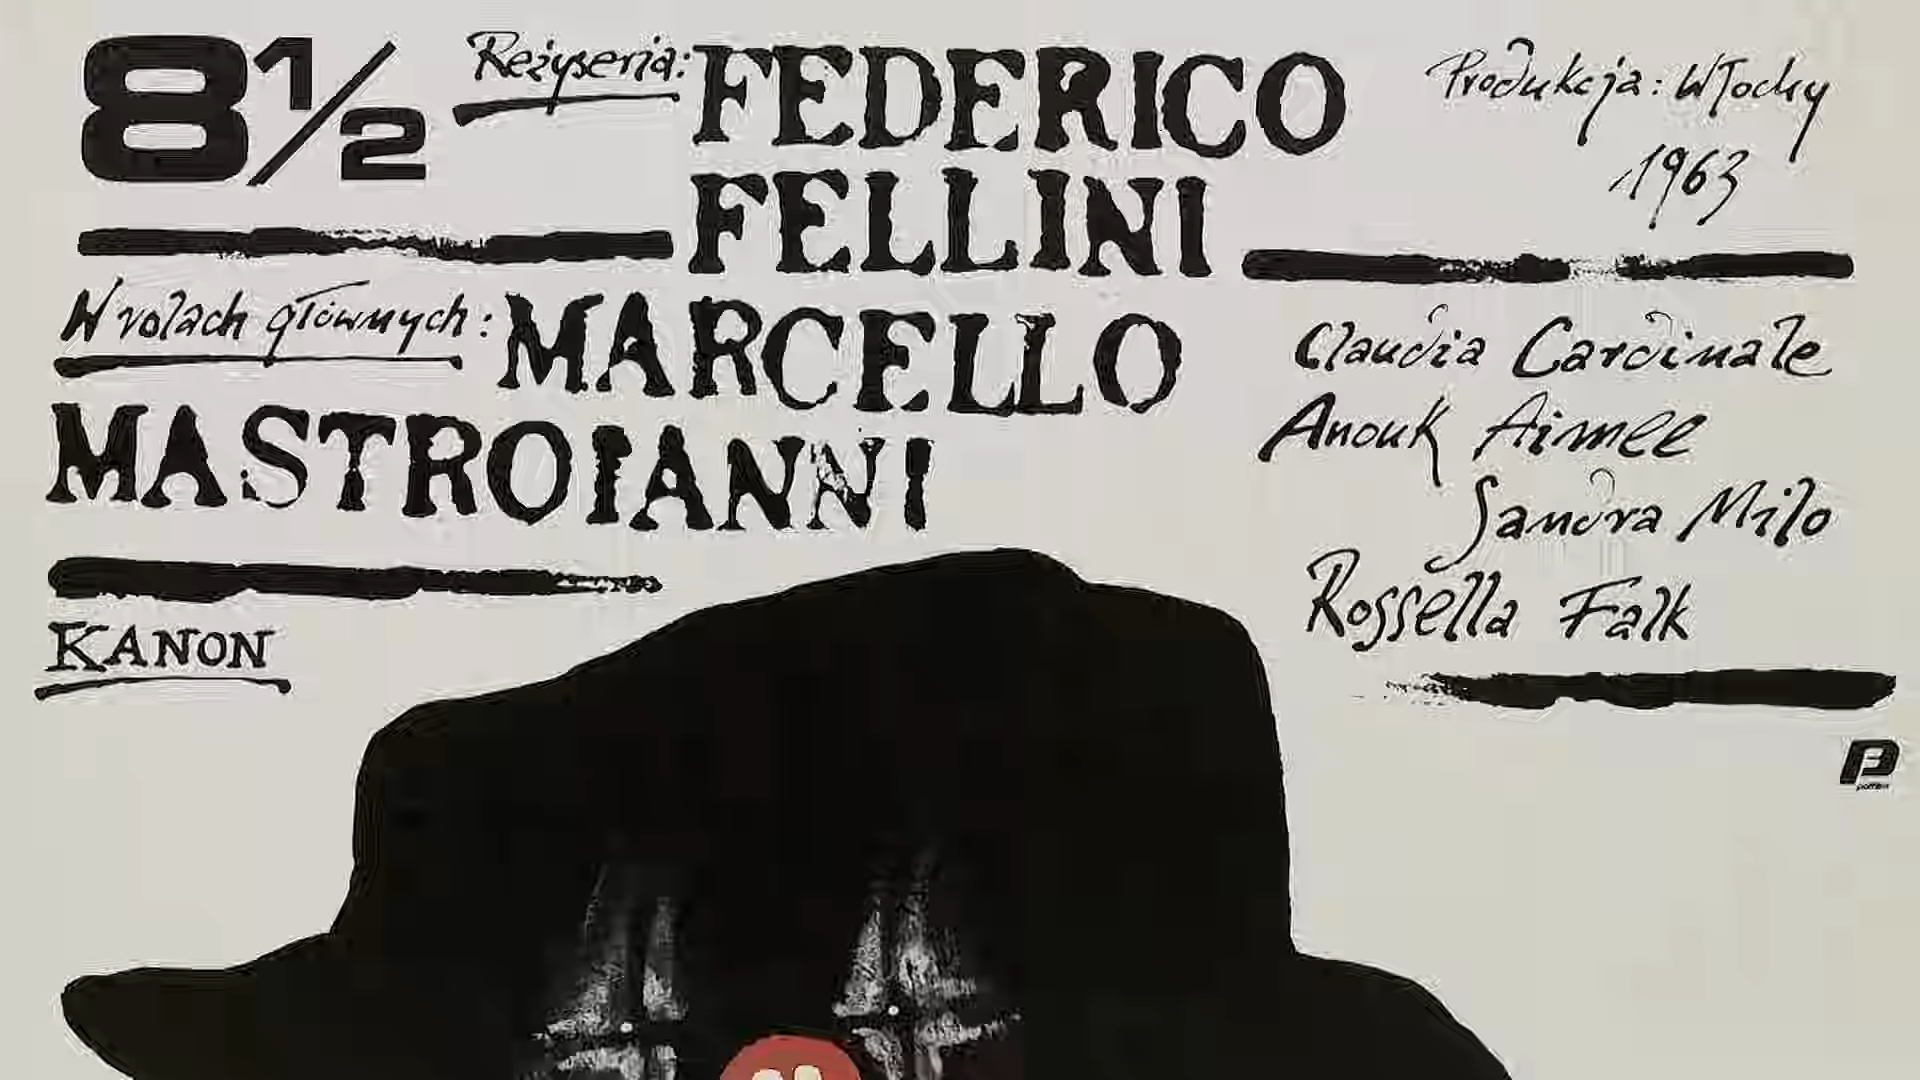 8½ Reżyseria: FEDERICO
FELLINI
Produkcja: Włochy
1963
W rolach głównych: MARCELLO
MASTROIANNI
Claudia Cardinale
Anouk Aimee
Sandra Milo
Rossella Falk
KANON